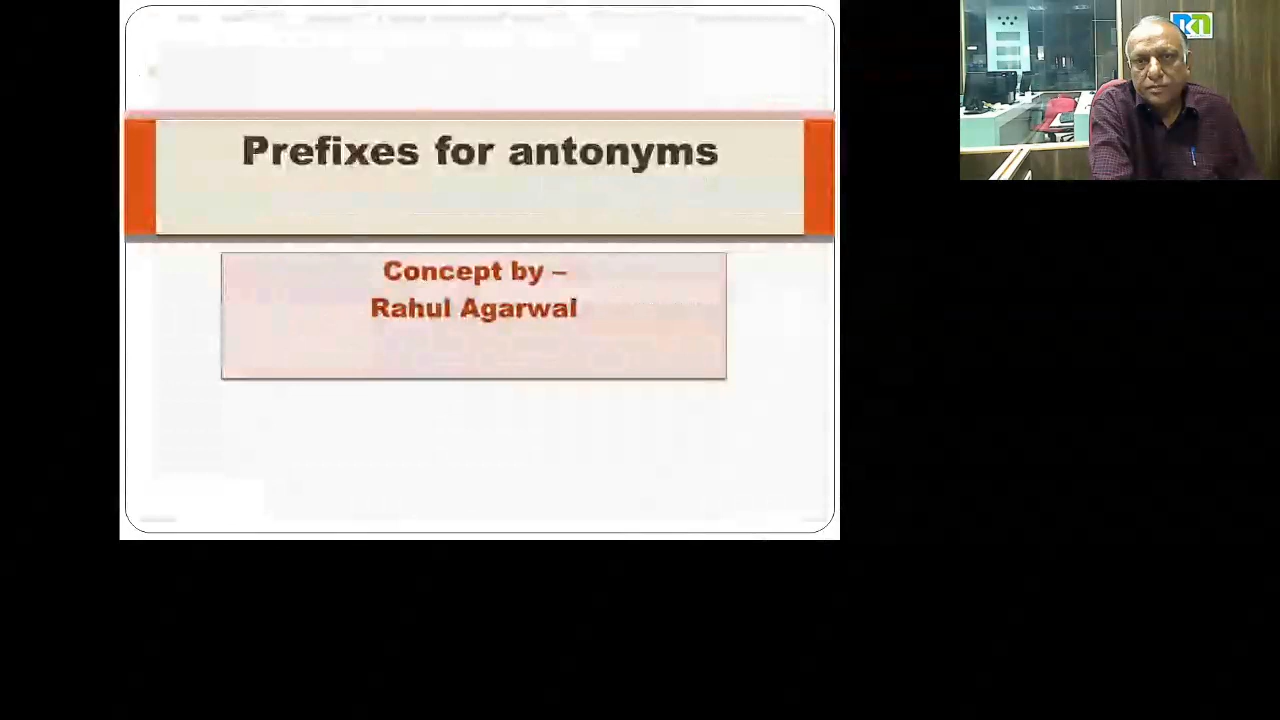 Prefixes for antonyms
Concept by –
Rahul Agarwal